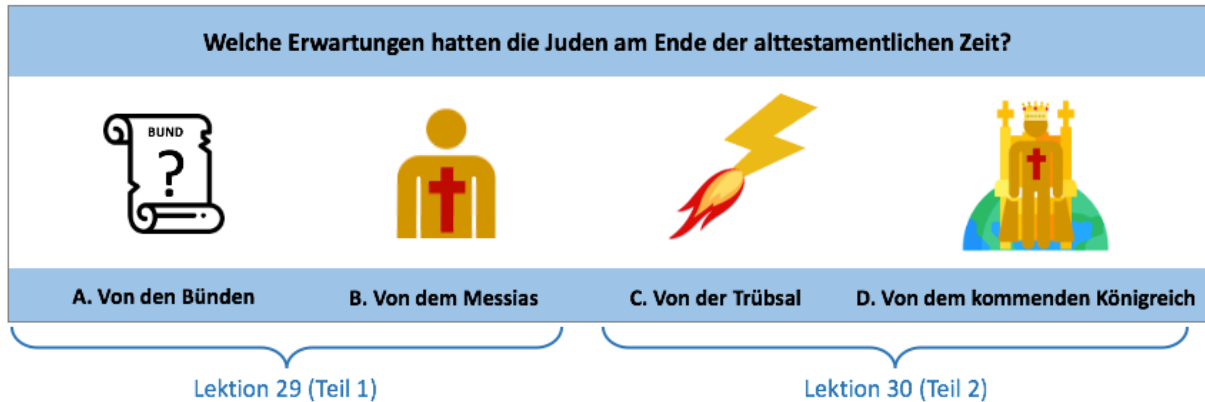 Welche Erwartungen hatten die Juden am Ende der alttestamentlichen Zeit?
BUND
?
A. Von den Bünden
B. Von dem Messias
C. Von der Trübsal
D. Von dem kommenden Königreich
Lektion 29 (Teil 1)
Lektion 30 (Teil 2)